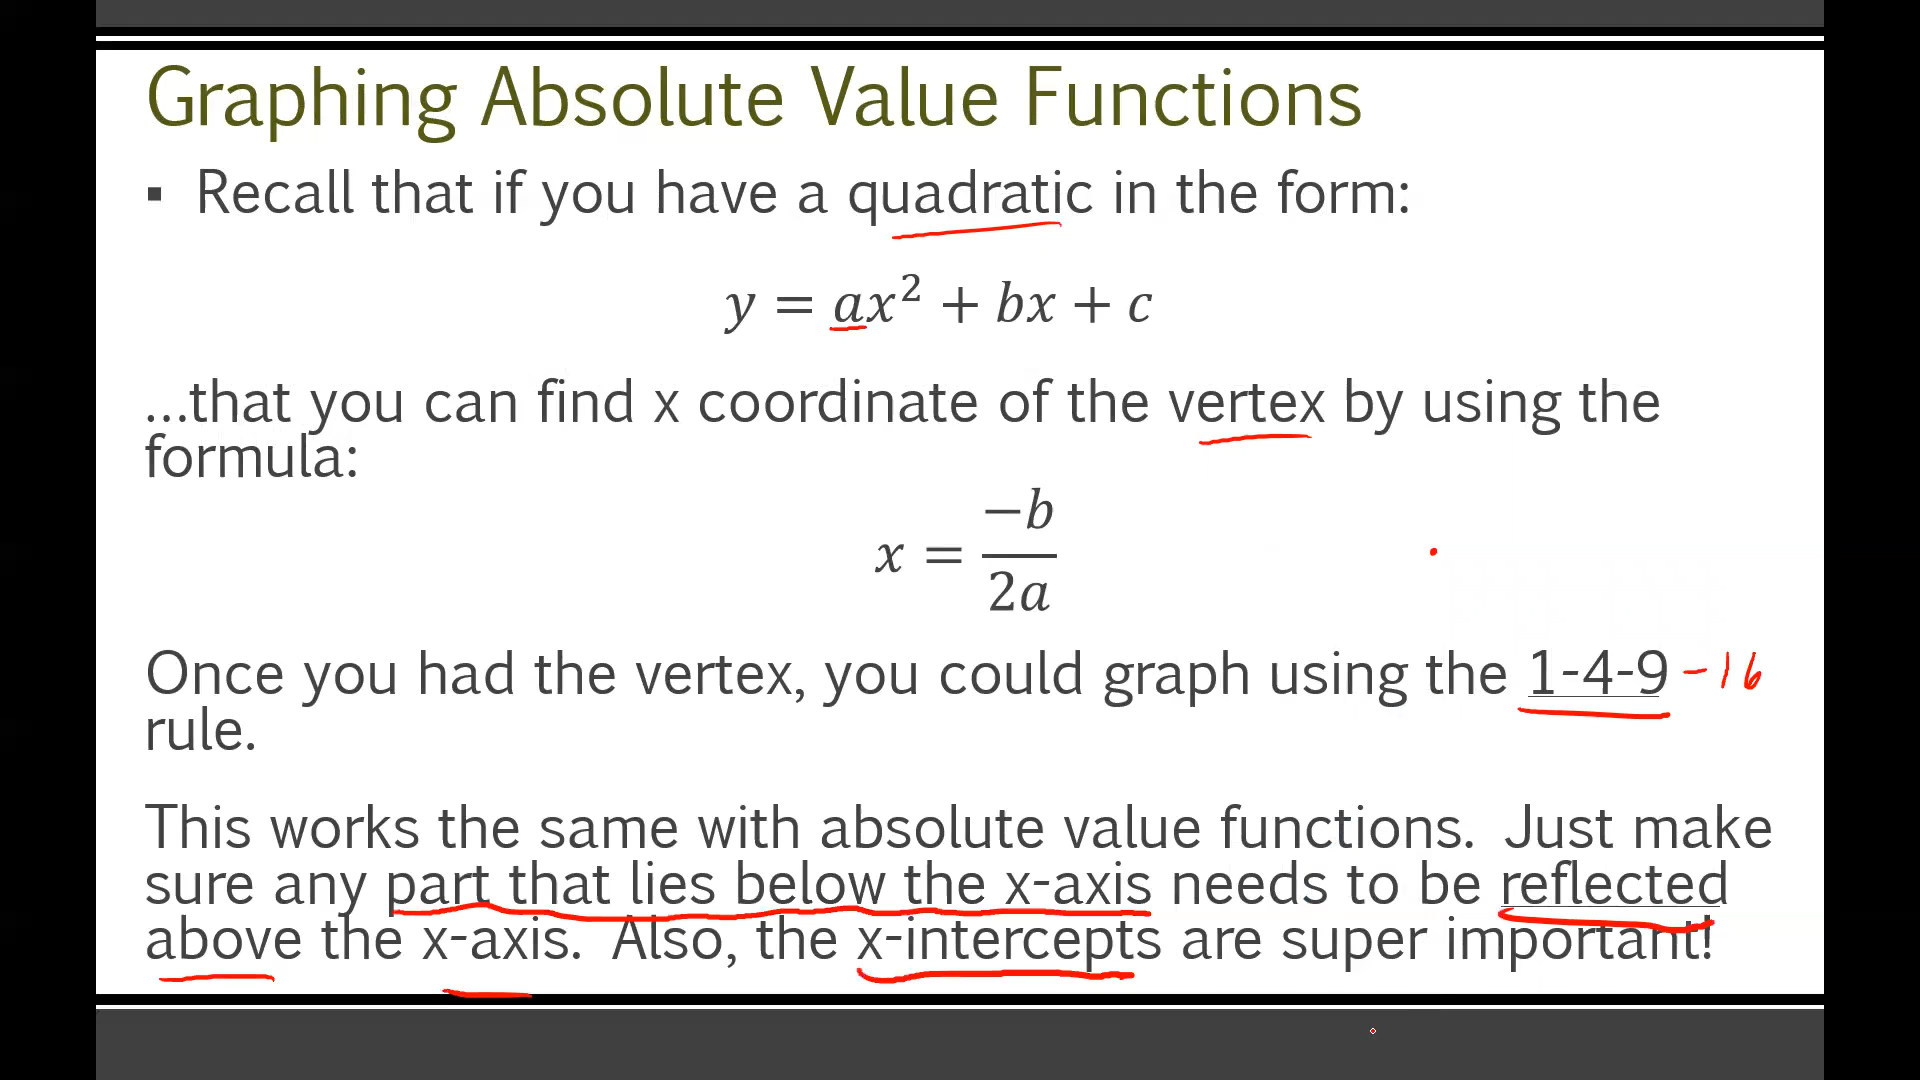 Graphing Absolute Value Functions
▪ Recall that if you have a quadratic in the form:
y = ax² + bx + c
...that you can find x coordinate of the vertex by using the
formula:
x = −b/2a
Once you had the vertex, you could graph using the 1-4-9 -16
rule.
This works the same with absolute value functions. Just make
sure any part that lies below the x-axis needs to be reflected
above the x-axis. Also, the x-intercepts are super important!